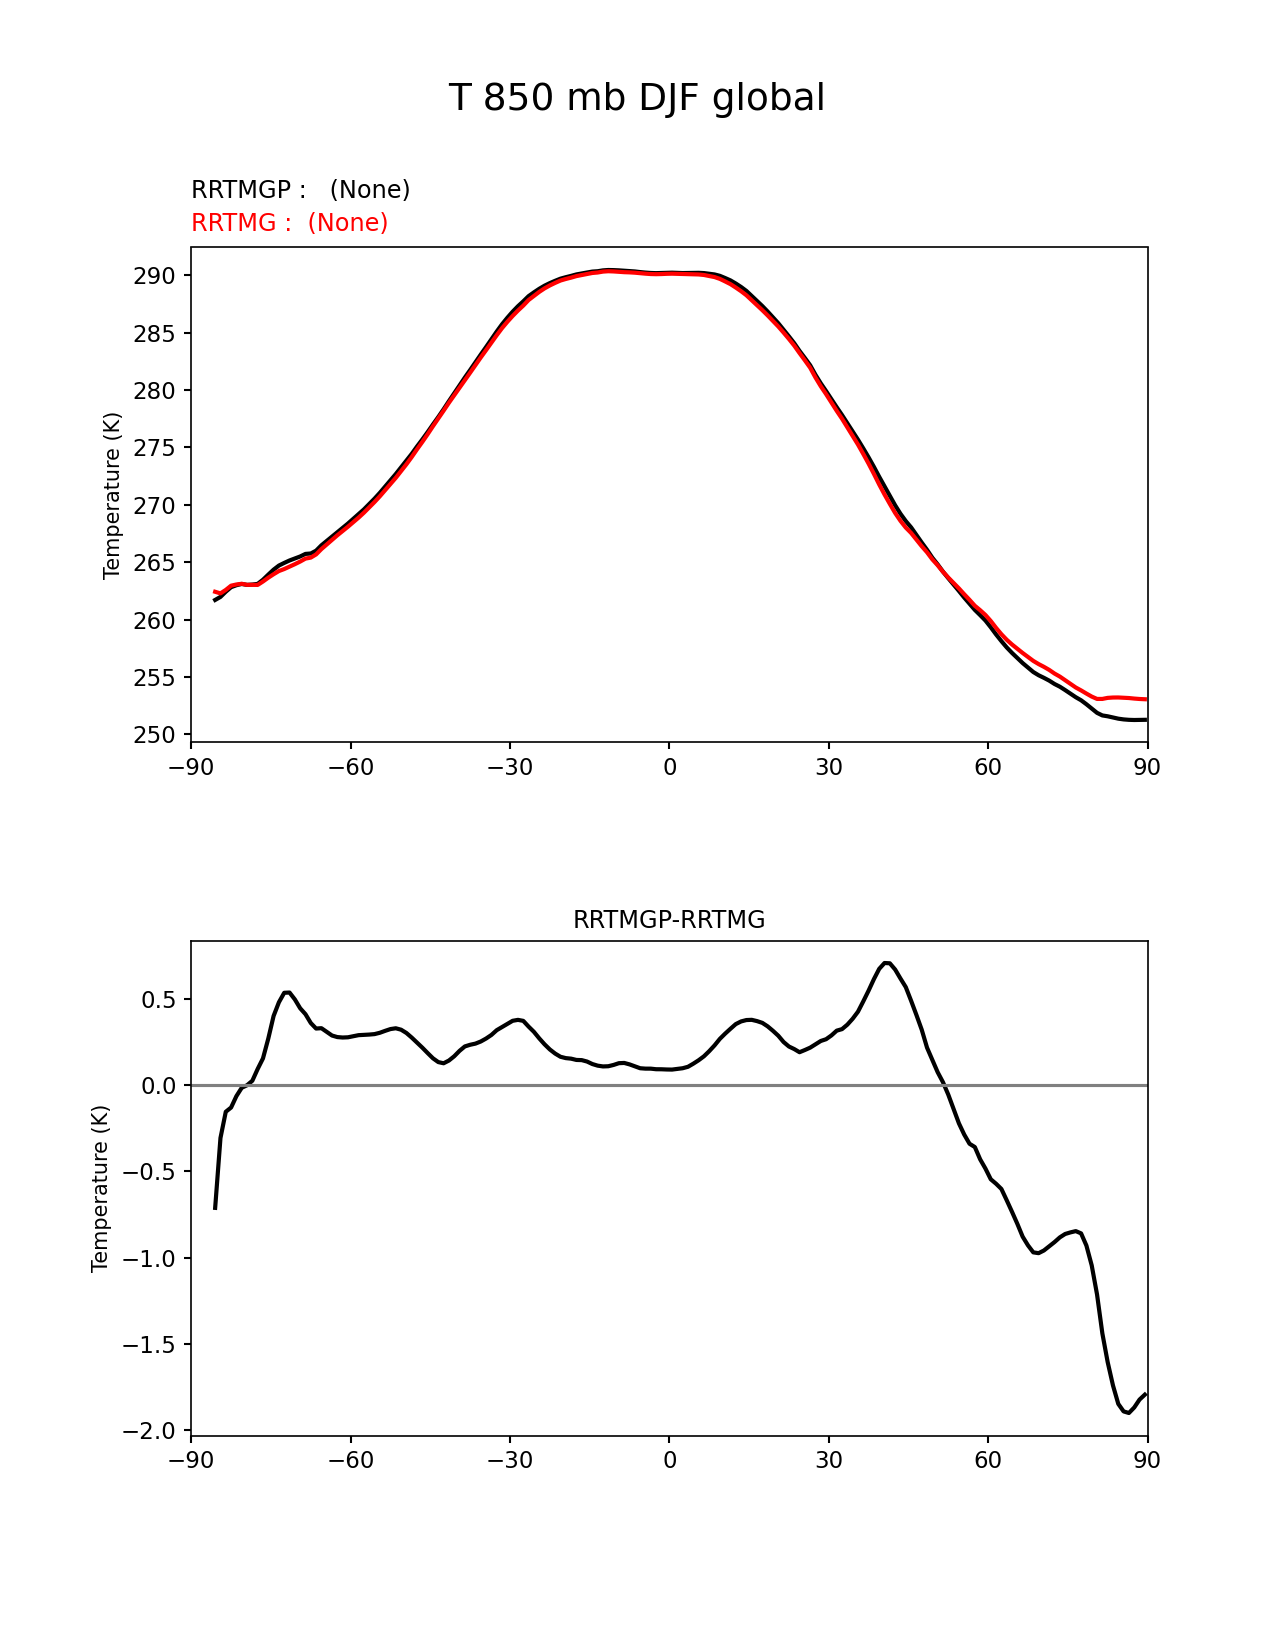 T 850 mb DJF global
RRTMGP :   (None)
RRTMG :  (None)
290
285
280
275
270
265
260
255
250
Temperature (K)
−90 −60 −30 0 30 60 90
RRTMGP-RRTMG
0.5
0.0
−0.5
−1.0
−1.5
−2.0
Temperature (K)
−90 −60 −30 0 30 60 90